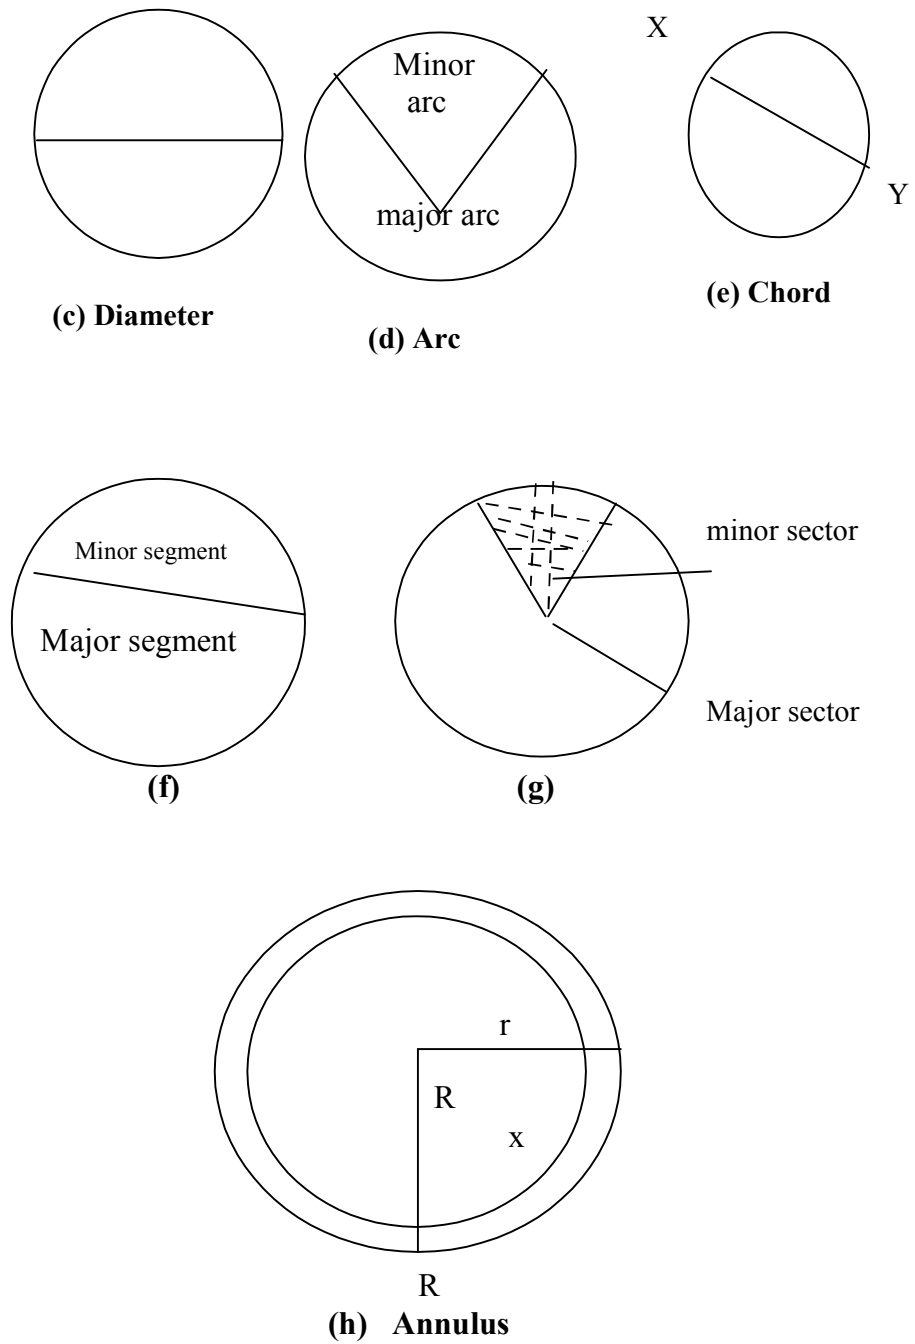 X
Minor
arc
Y
major arc
(c) Diameter
(d) Arc
(e) Chord
Minor segment
Major segment
minor sector
Major sector
(f)
(g)
r
R
x
R
(h) Annulus